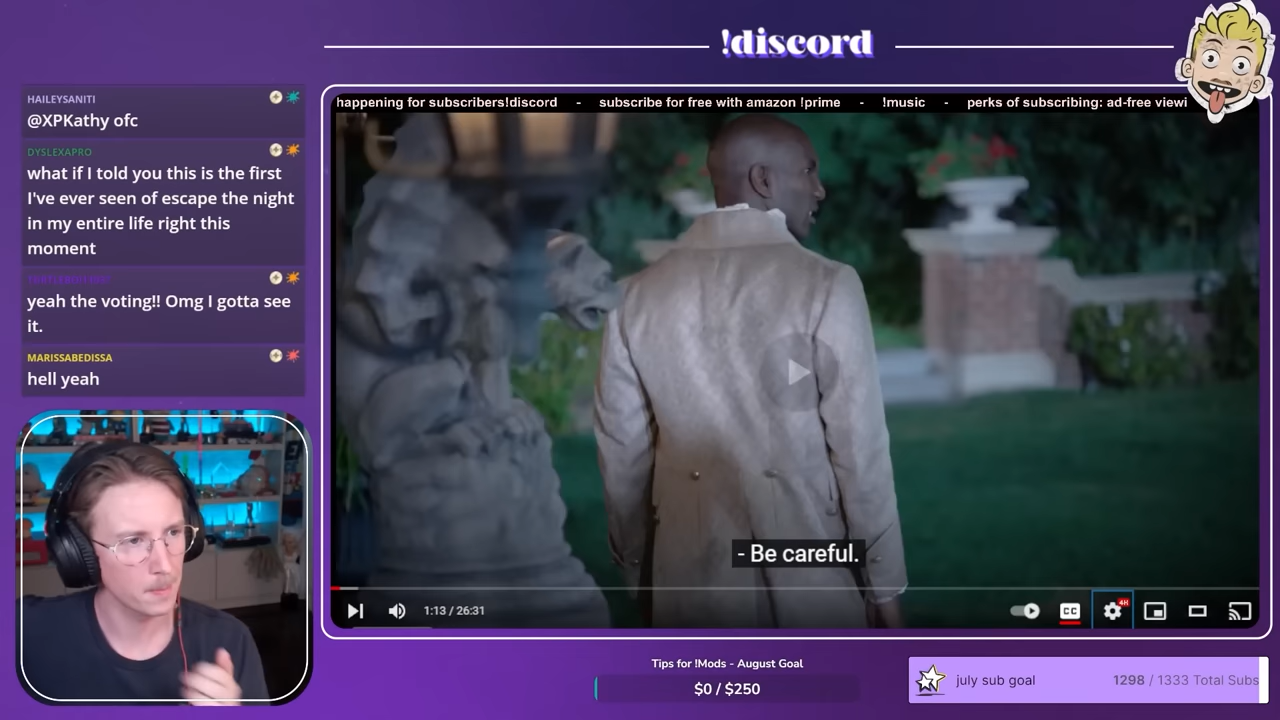 !discord
happening for subscribers!discord - subscribe for free with amazon !prime - !music - perks of subscribing: ad-free viewi
HAILEYSANITI
@XPKathy ofc
DYSLEXAPRO
what if I told you this is the first
I've ever seen of escape the night
in my entire life right this
moment
yeah the voting!! Omg I gotta see
it.
MARISSABEDISSA
hell yeah
- Be careful.
1:13 / 26:31
CC
4K
Tips for !Mods - August Goal
$0 / $250
july sub goal
1298 / 1333 Total Subs